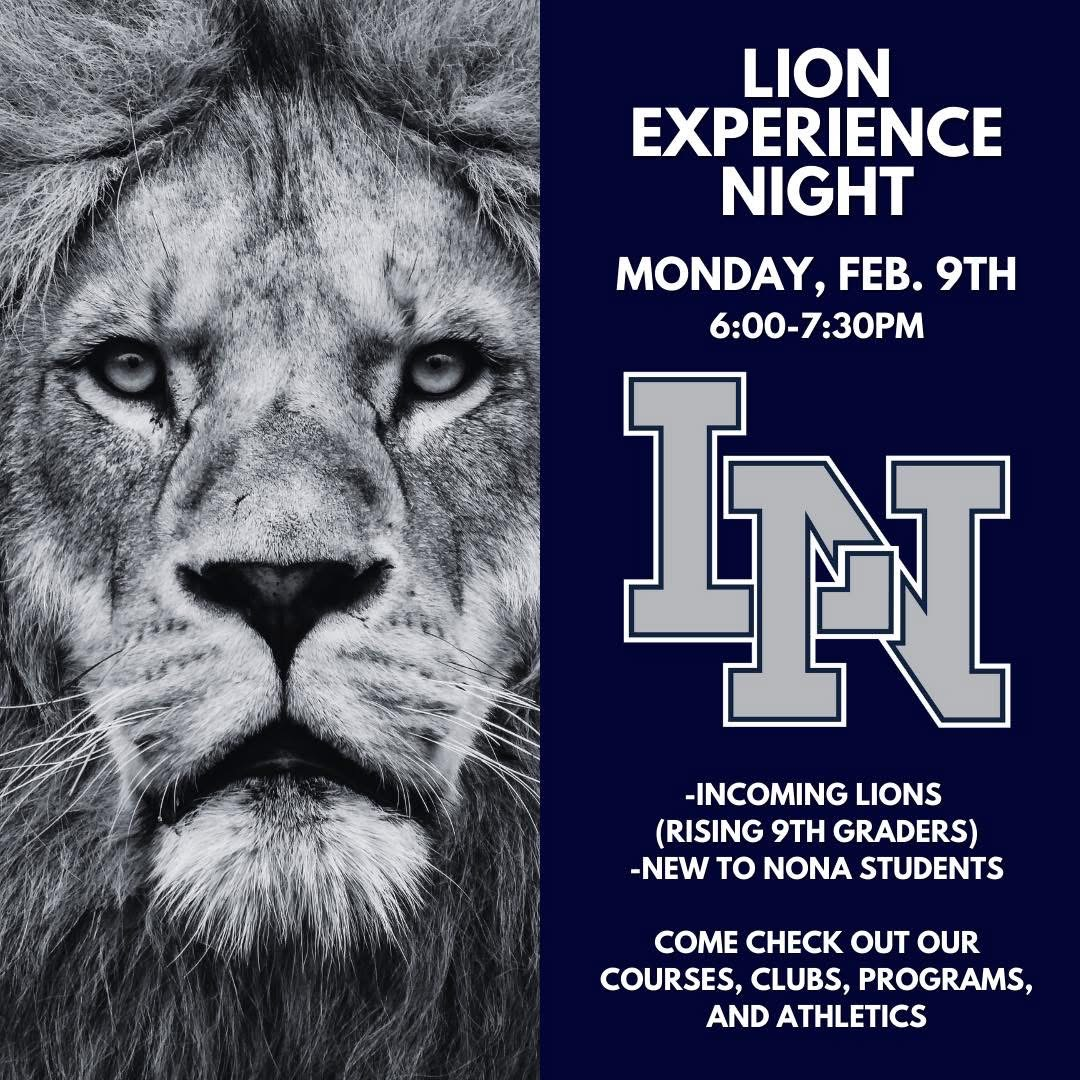 LION
EXPERIENCE
NIGHT
MONDAY, FEB. 9TH
6:00-7:30PM
LN
-INCOMING LIONS
(RISING 9TH GRADERS)
-NEW TO NONA STUDENTS
COME CHECK OUT OUR
COURSES, CLUBS, PROGRAMS,
AND ATHLETICS